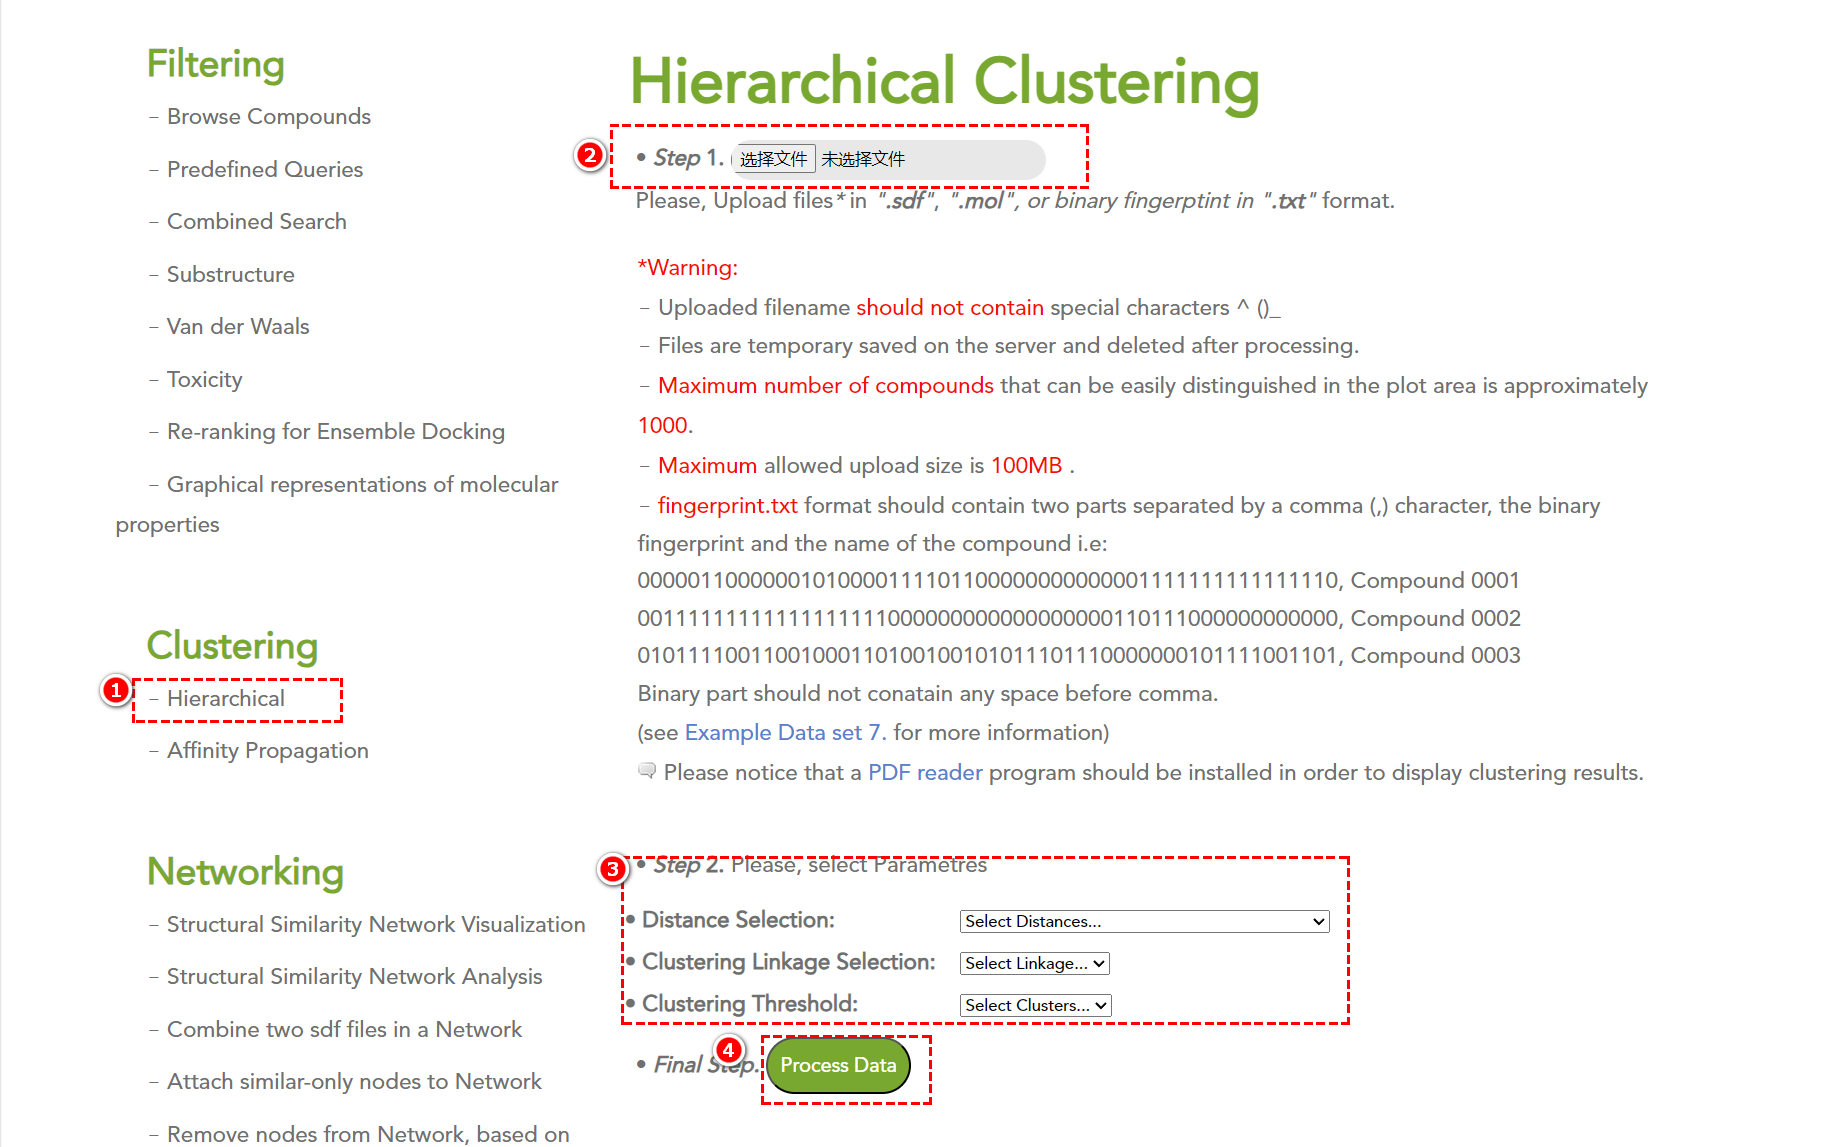 Filtering
– Browse Compounds
– Predefined Queries
– Combined Search
– Substructure
– Van der Waals
– Toxicity
– Re-ranking for Ensemble Docking
– Graphical representations of molecular
properties
Clustering
1
– Hierarchical
– Affinity Propagation
Networking
– Structural Similarity Network Visualization
– Structural Similarity Network Analysis
– Combine two sdf files in a Network
– Attach similar-only nodes to Network
– Remove nodes from Network, based on
Hierarchical Clustering
2
• Step 1. 选择文件 未选择文件
Please, Upload files* in ".sdf", ".mol", or binary fingerptint in ".txt" format.
*Warning:
– Uploaded filename should not contain special characters ^ ()_
– Files are temporary saved on the server and deleted after processing.
– Maximum number of compounds that can be easily distinguished in the plot area is approximately
1000.
– Maximum allowed upload size is 100MB .
– fingerprint.txt format should contain two parts separated by a comma (,) character, the binary
fingerprint and the name of the compound i.e:
00000110000001010000111101100000000000001111111111111110, Compound 0001
00111111111111111111100000000000000000001101110000000000​00, Compound 0002
01011110011001000110100100101011101110000000101111001101, Compound 0003
Binary part should not conatain any space before comma.
(see Example Data set 7. for more information)
Please notice that a PDF reader program should be installed in order to display clustering results.
3
• Step 2. Please, select Parametres
• Distance Selection: Select Distances...
• Clustering Linkage Selection: Select Linkage...
• Clustering Threshold: Select Clusters...
4
• Final Step. Process Data